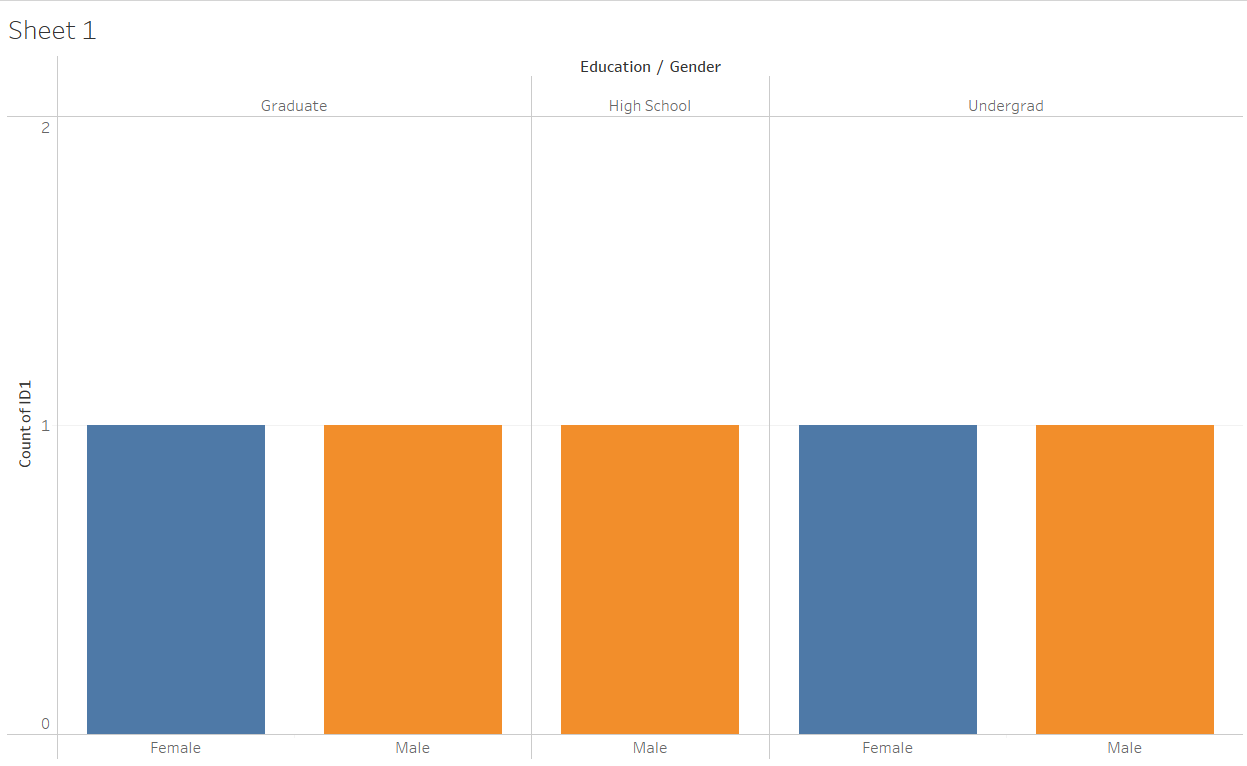 Sheet 1
Education / Gender
Graduate High School Undergrad
2
Count of ID1
1
0
Female Male Male Female Male